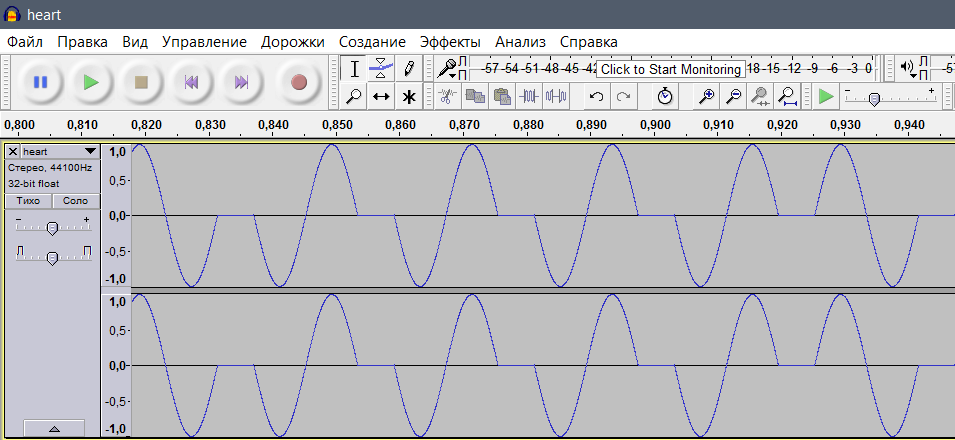 heart
Файл Правка Вид Управление Дорожки Создание Эффекты Анализ Справка
-57 -54 -51 -48 -45 -42 Click to Start Monitoring 18 -15 -12 -9 -6 -3 0 -57
0,800 0,810 0,820 0,830 0,840 0,850 0,860 0,870 0,880 0,890 0,900 0,910 0,920 0,930 0,940
heart
Стерео, 44100Hz
32-bit float
Тихо Соло
- +
Л П
1,0
0,5-
0,0-
-0,5-
-1,0
1,0
0,5-
0,0-
-0,5-
-1,0